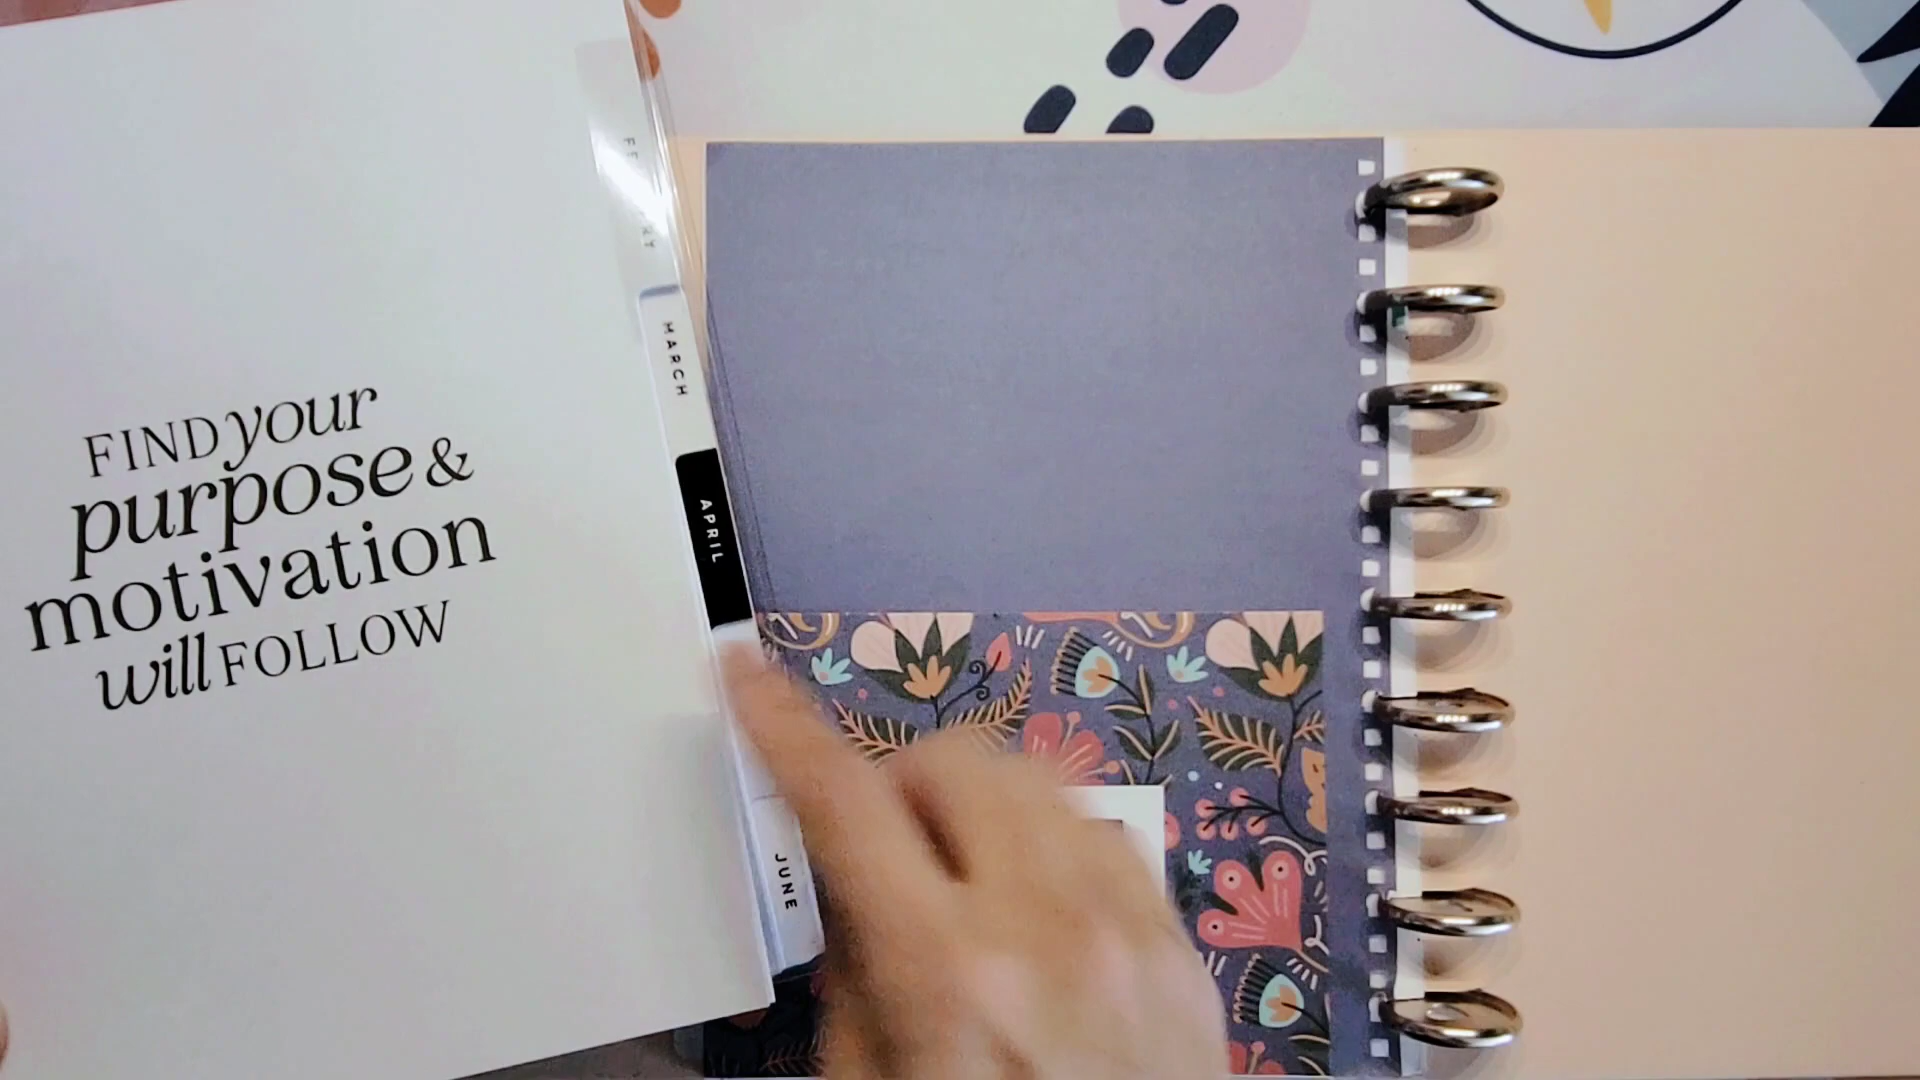 FIND your
purpose &
motivation
will FOLLOW
MARCH
APRIL
JUNE